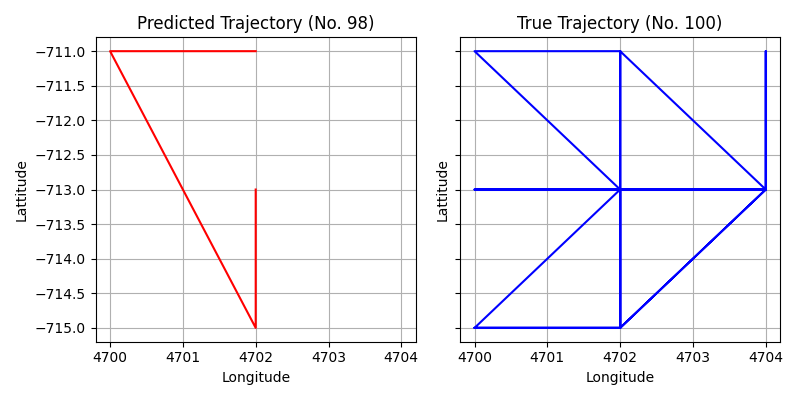 Predicted Trajectory (No. 98)
−711.0
−711.5
−712.0
−712.5
−713.0
−713.5
−714.0
−714.5
−715.0
Lattitude
4700 4701 4702 4703 4704
Longitude
True Trajectory (No. 100)
Lattitude
4700 4701 4702 4703 4704
Longitude